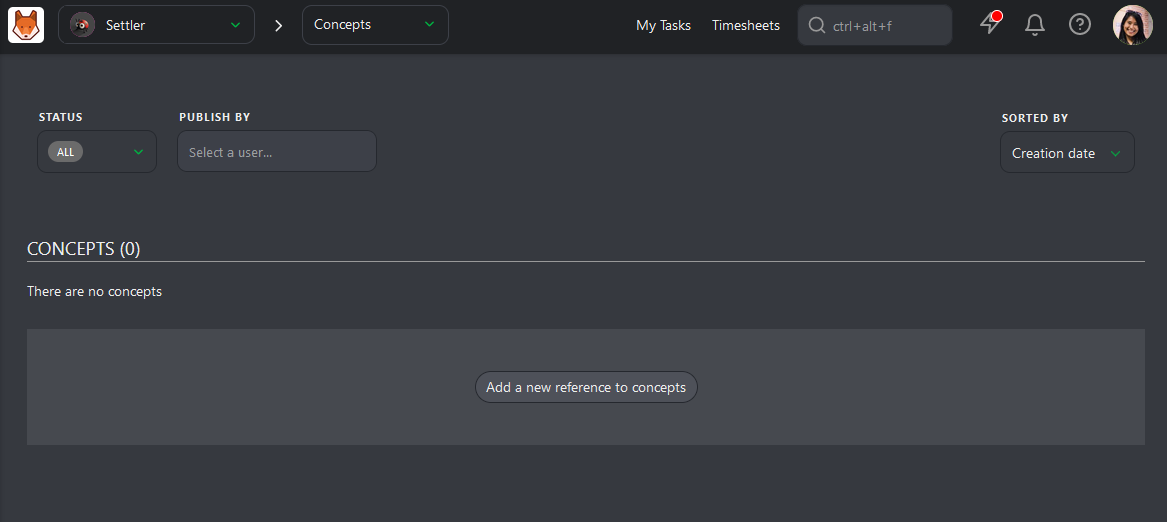 Settler
Concepts
My Tasks
Timesheets
ctrl+alt+f
STATUS
PUBLISH BY
SORTED BY
ALL
Select a user...
Creation date
CONCEPTS (0)
There are no concepts
Add a new reference to concepts